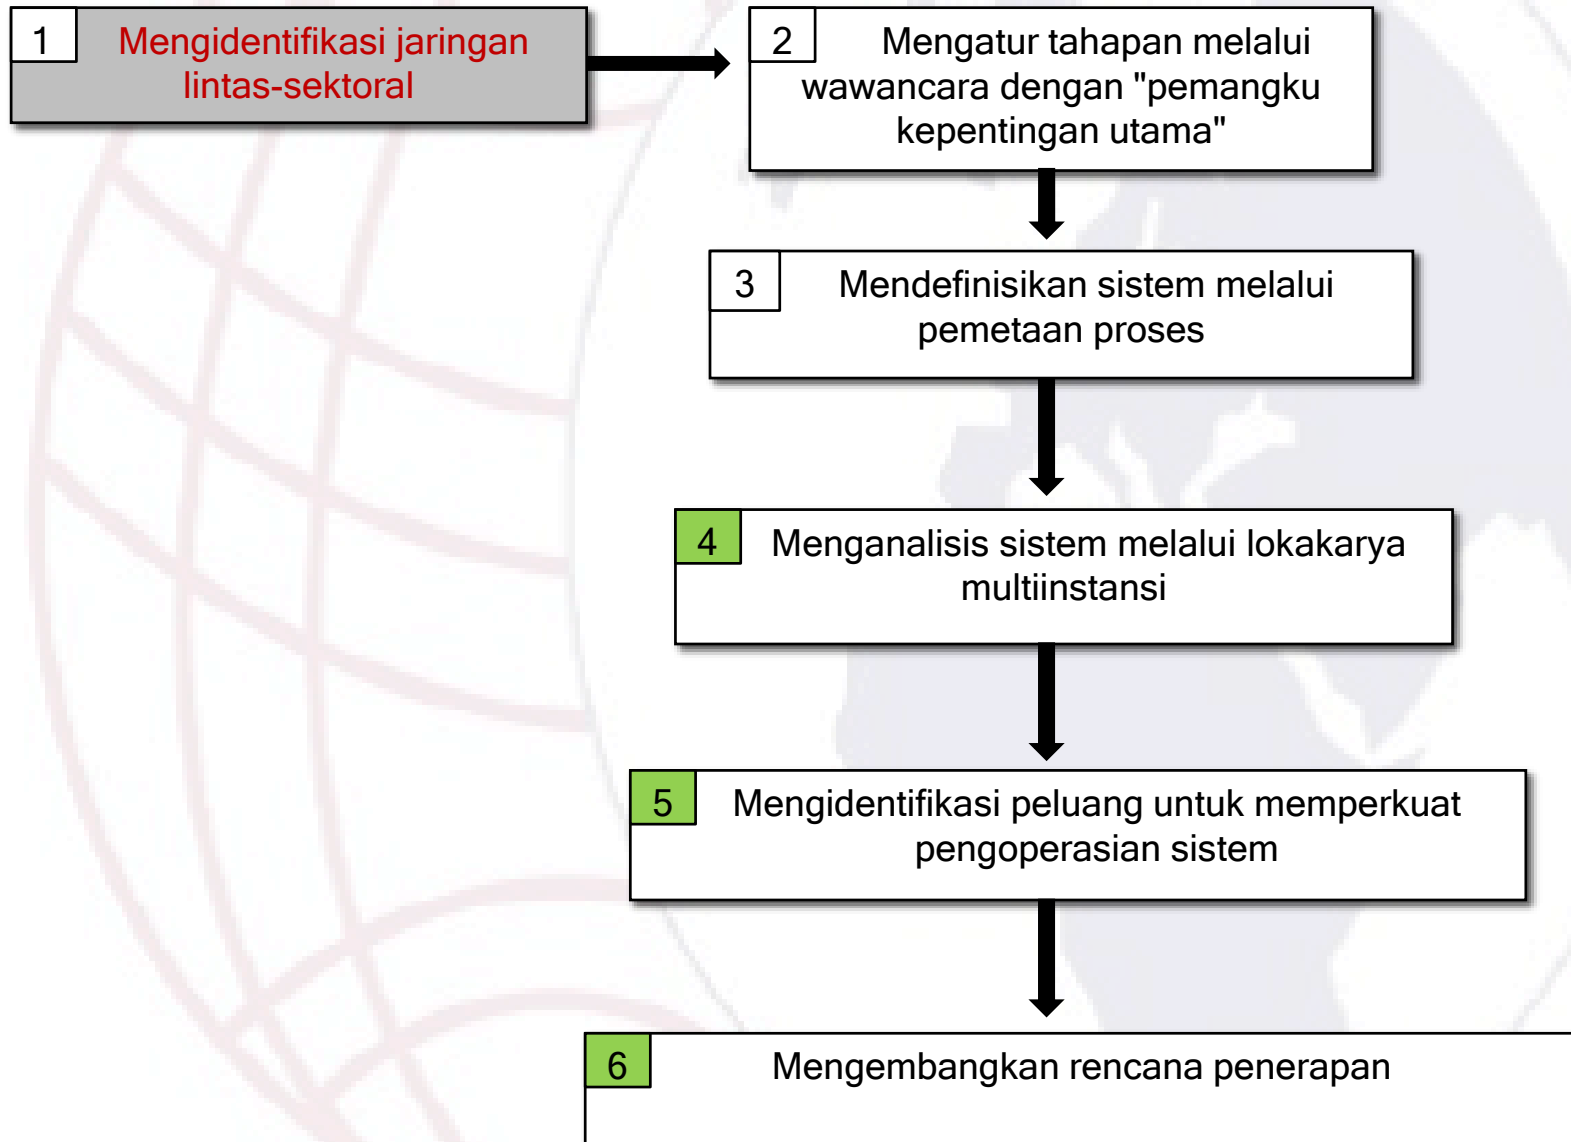 1
Mengidentifikasi jaringan
lintas-sektoral
2
Mengatur tahapan melalui
wawancara dengan "pemangku
kepentingan utama"
3
Mendefinisikan sistem melalui
pemetaan proses
4
Menganalisis sistem melalui lokakarya
multiinstansi
5
Mengidentifikasi peluang untuk memperkuat
pengoperasian sistem
6
Mengembangkan rencana penerapan